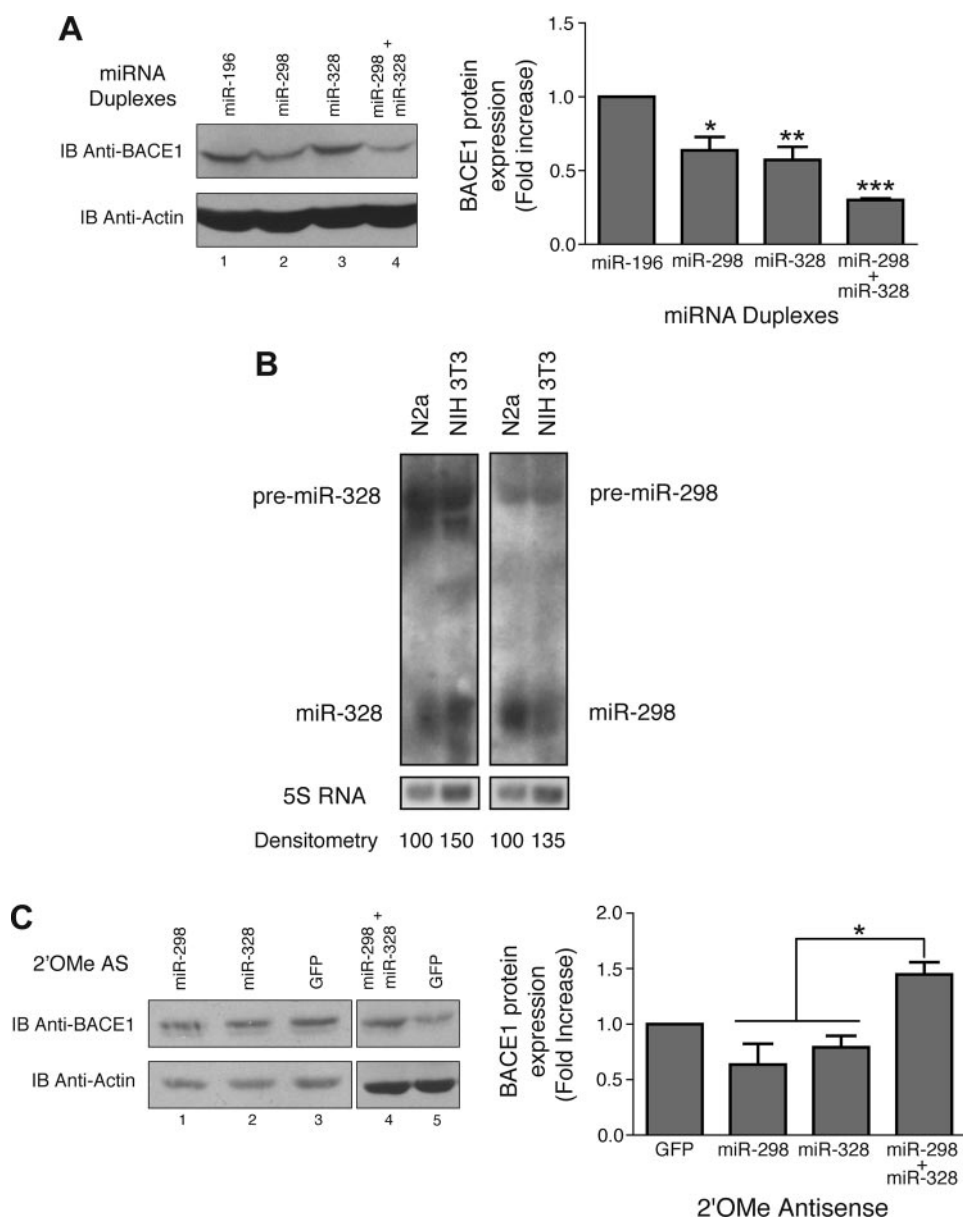 A
miRNA
Duplexes
miR-196
miR-298
miR-328
miR-298 +
miR-328
IB Anti-BACE1
IB Anti-Actin
1 2 3 4
BACE1 protein
expression
(Fold increase)
1.0
0.5
0.0
*
**
***
miR-196 miR-298 miR-328 miR-298
+
miR-328
miRNA Duplexes
B
N2a
NIH 3T3
N2a
NIH 3T3
pre-miR-328
pre-miR-298
miR-328
miR-298
5S RNA
Densitometry 100 150 100 135
C
2'OMe AS
miR-298
miR-328
GFP
miR-298 +
miR-328
GFP
IB Anti-BACE1
IB Anti-Actin
1 2 3 4 5
BACE1 protein
expression
(Fold Increase)
2.0
1.5
1.0
0.5
0.0
*
GFP miR-298 miR-328 miR-298
+
miR-328
2'OMe Antisense